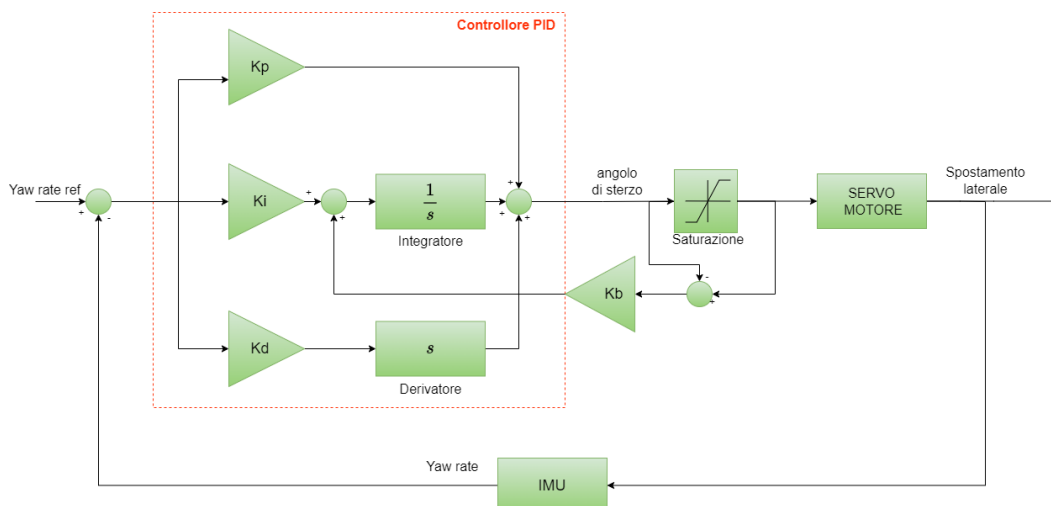 Controllore PID
Kp
Yaw rate ref
+
-
Ki
+
+
1
s
Integratore
+
+
+
angolo
di sterzo
Saturazione
SERVO
MOTORE
Spostamento
laterale
Kb
-
+
Kd
s
Derivatore
Yaw rate
IMU